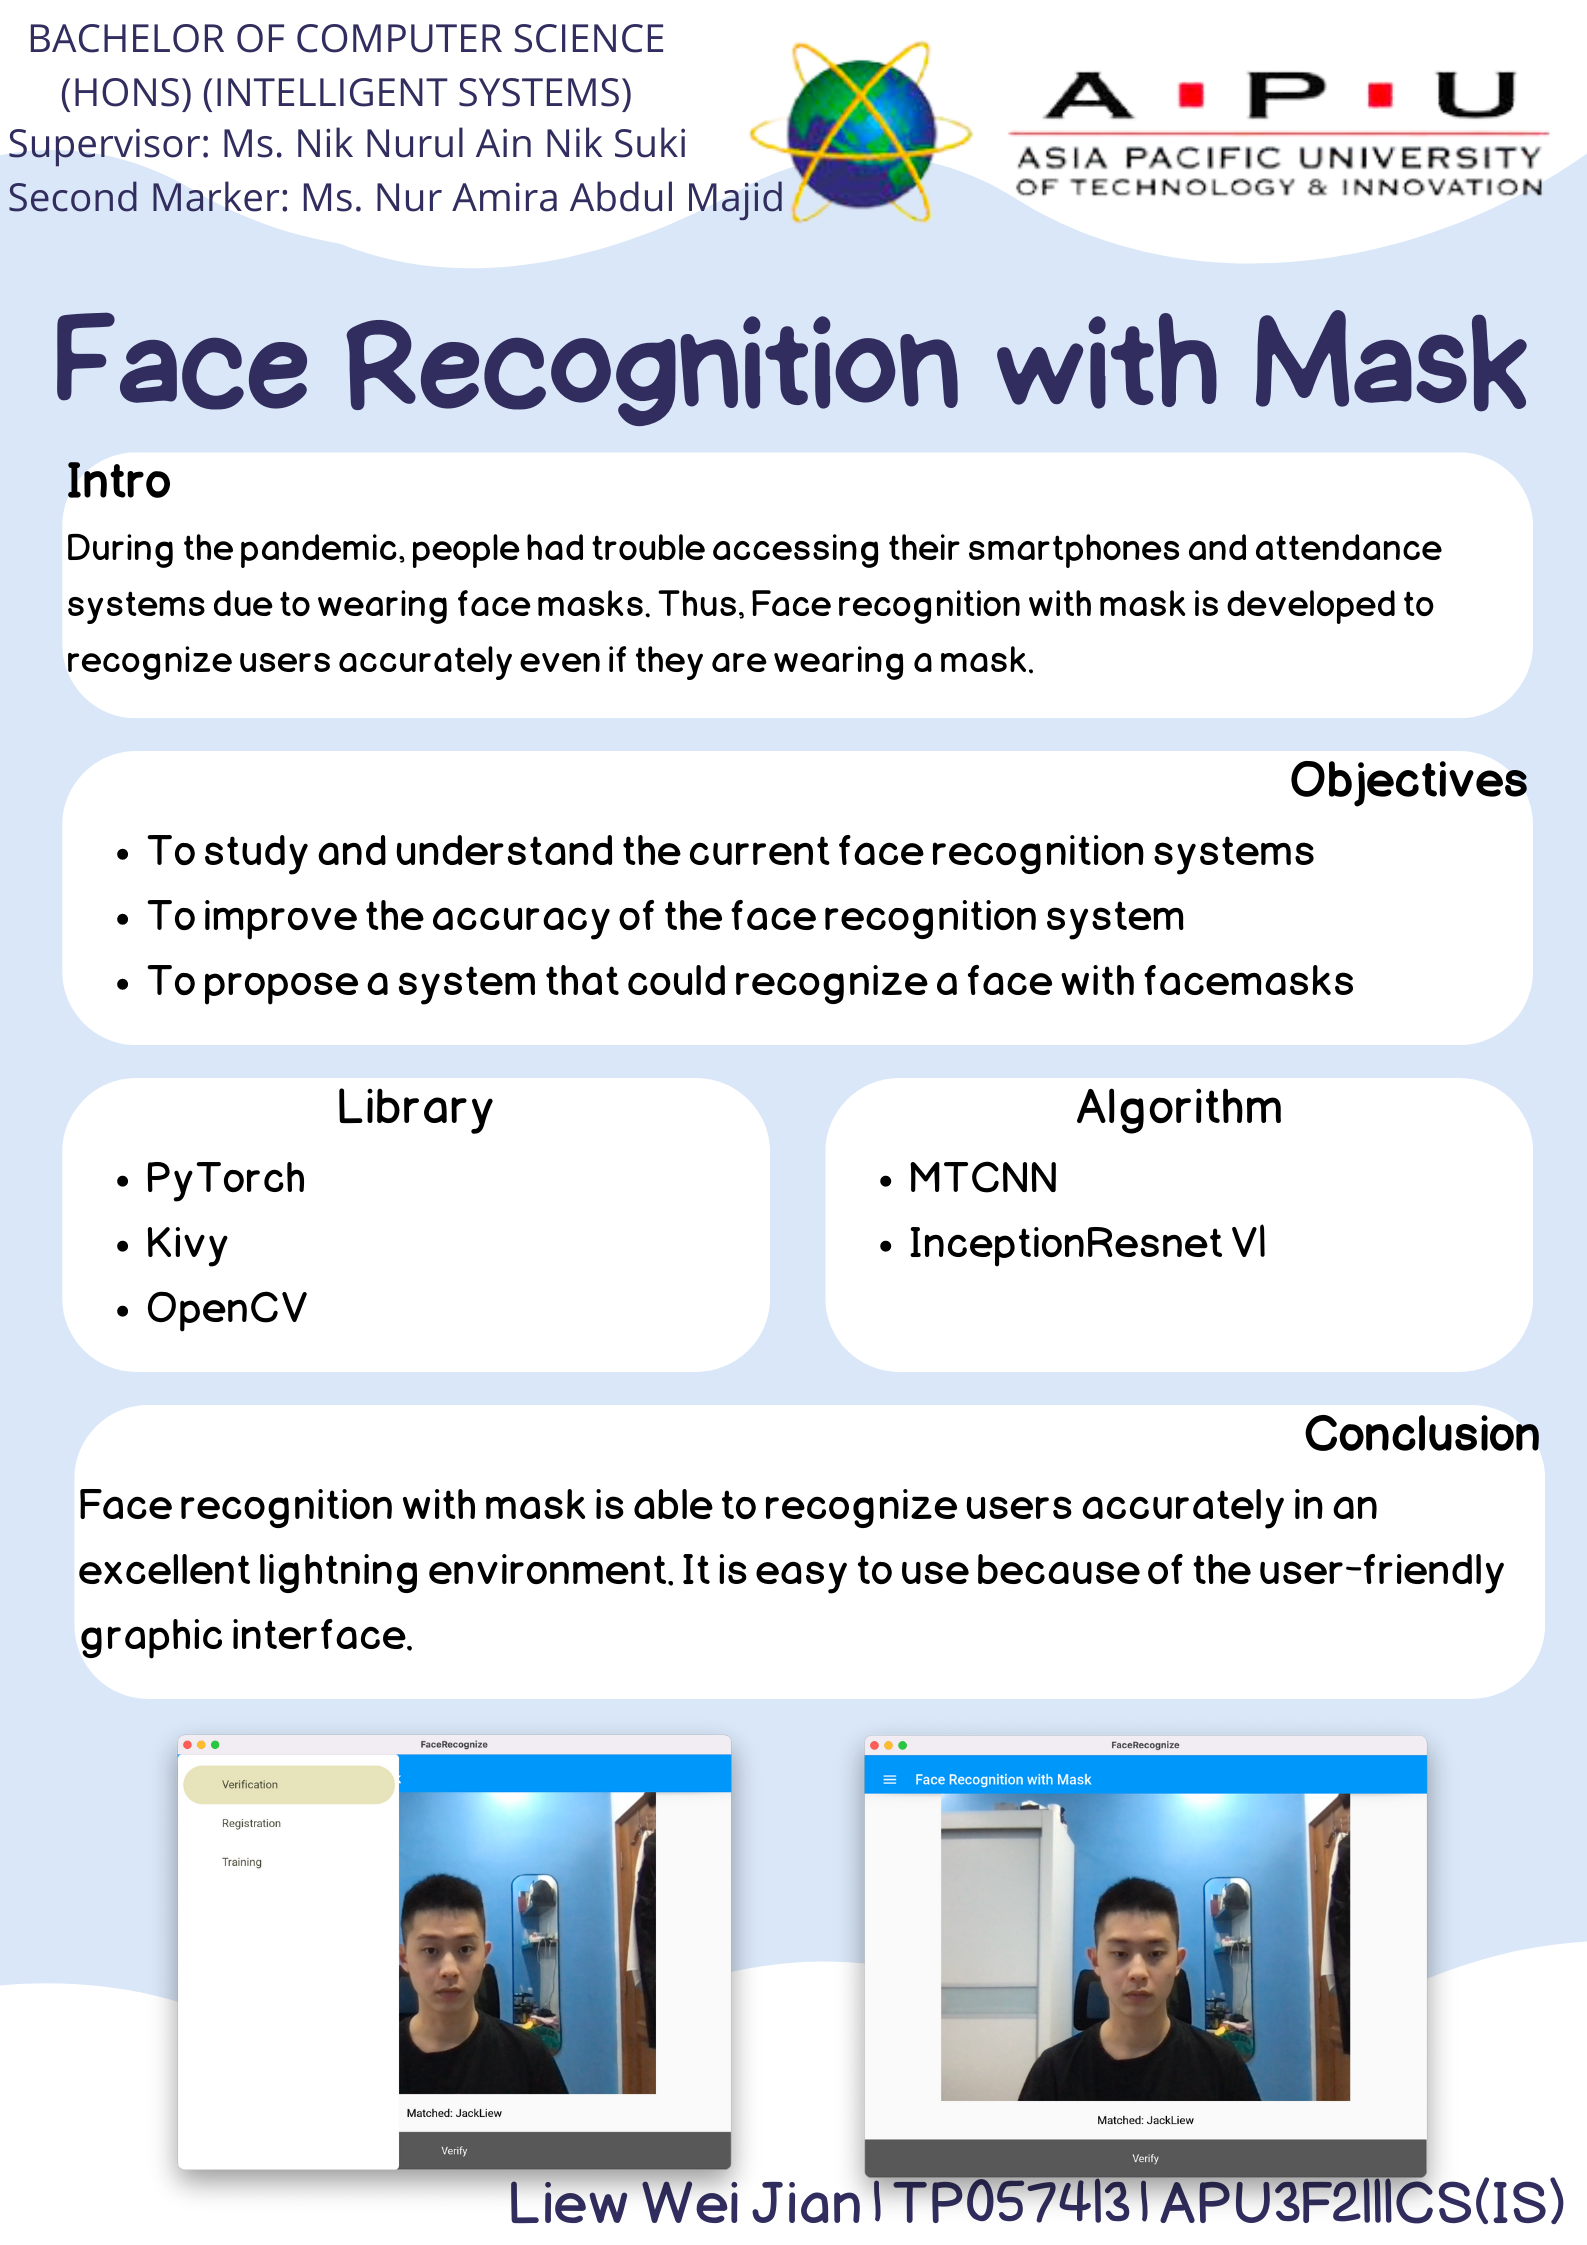 BACHELOR OF COMPUTER SCIENCE
(HONS) (INTELLIGENT SYSTEMS)
Supervisor: Ms. Nik Nurul Ain Nik Suki
Second Marker: Ms. Nur Amira Abdul Majid
A P U
ASIA PACIFIC UNIVERSITY
OF TECHNOLOGY & INNOVATION
Face Recognition with Mask
Intro
During the pandemic, people had trouble accessing their smartphones and attendance
systems due to wearing face masks. Thus, Face recognition with mask is developed to
recognize users accurately even if they are wearing a mask.
Objectives
• To study and understand the current face recognition systems
• To improve the accuracy of the face recognition system
• To propose a system that could recognize a face with facemasks
Library
• PyTorch
• Kivy
• OpenCV
Algorithm
• MTCNN
• InceptionResnet V1
Conclusion
Face recognition with mask is able to recognize users accurately in an
excellent lightning environment. It is easy to use because of the user-friendly
graphic interface.
FaceRecognize
k
Verification
Registration
Training
Matched: JackLiew
Verify
FaceRecognize
Face Recognition with Mask
Matched: JackLiew
Verify
Liew Wei Jian | TP057413 | APU3F2111CS(IS)